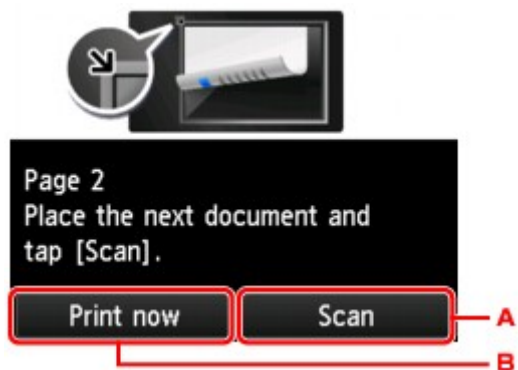 Page 2
Place the next document and
tap [Scan].
Print now
Scan
A
B